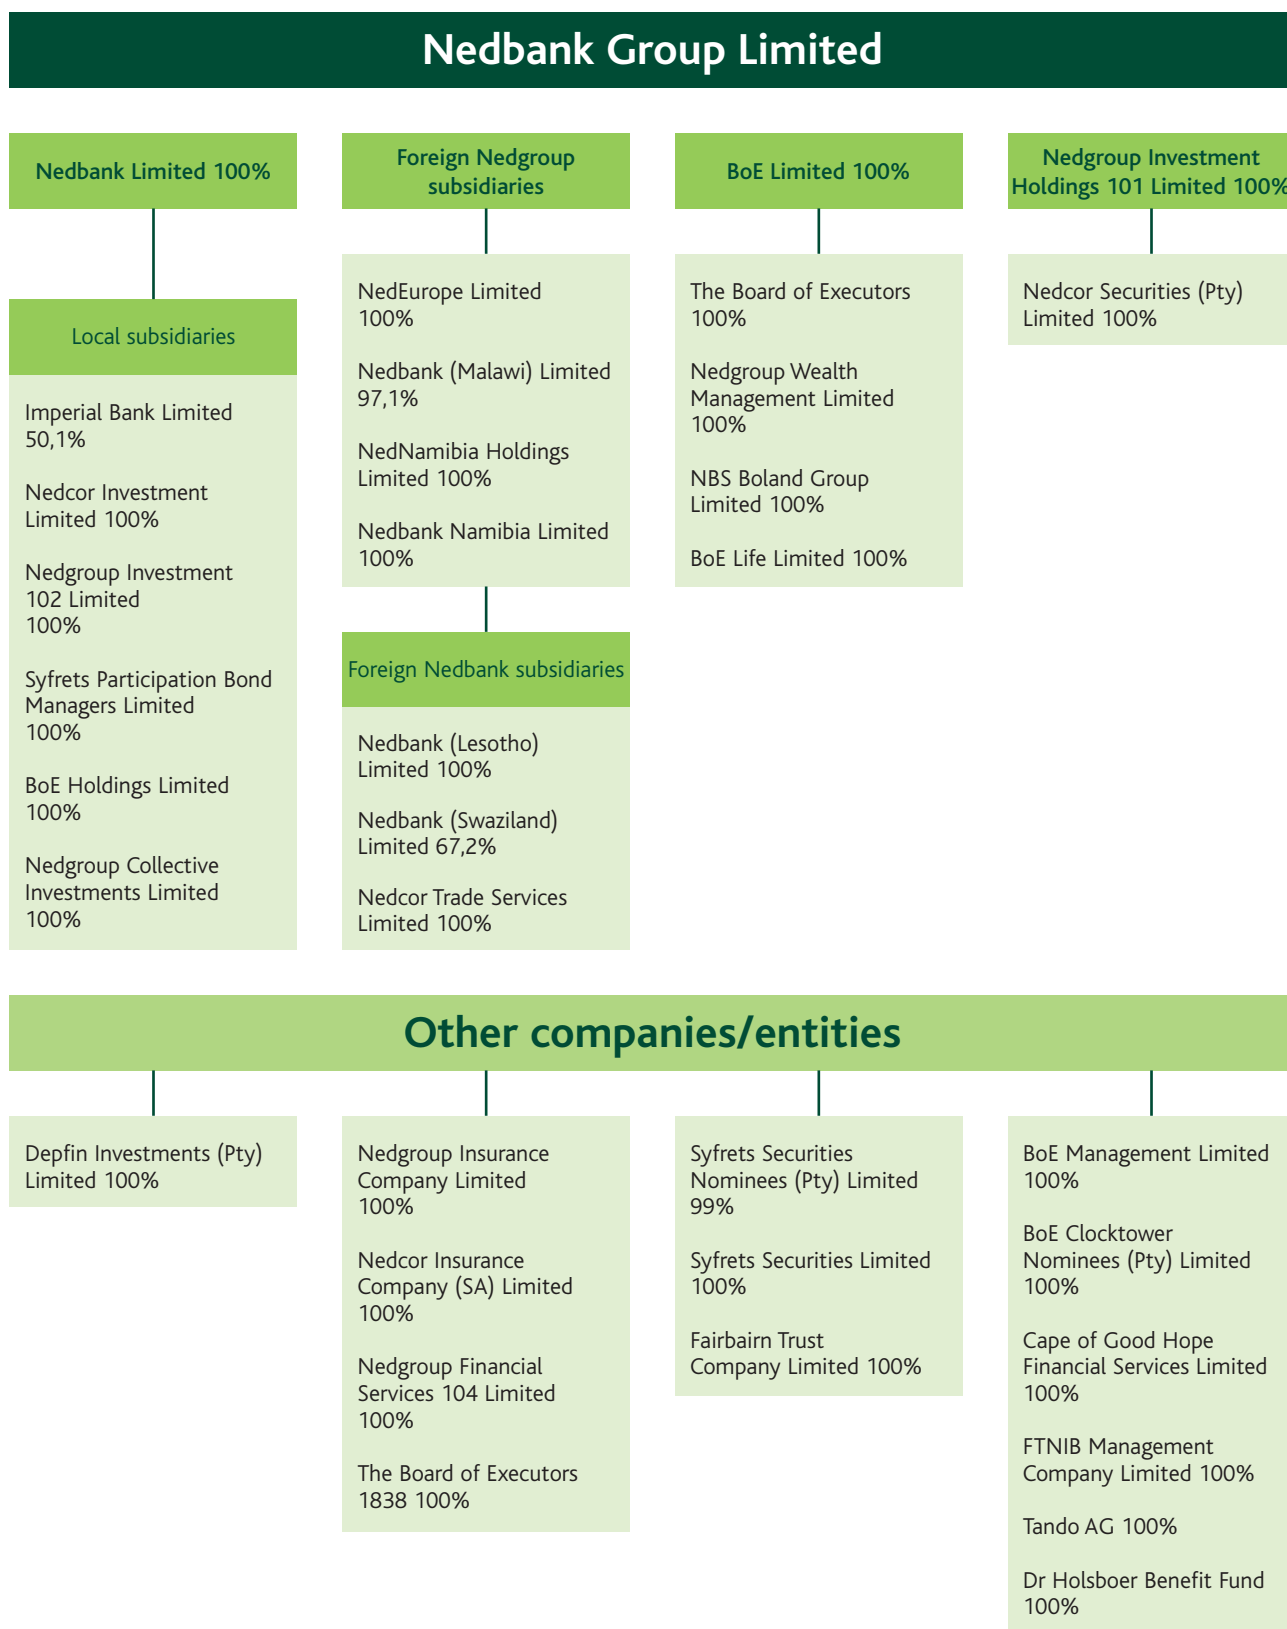 Nedbank Group Limited
Nedbank Limited 100%
Local subsidiaries
Imperial Bank Limited
50,1%
Nedcor Investment
Limited 100%
Nedgroup Investment
102 Limited
100%
Syfrets Participation Bond
Managers Limited
100%
BoE Holdings Limited
100%
Nedgroup Collective
Investments Limited
100%
Foreign Nedgroup
subsidiaries
NedEurope Limited
100%
Nedbank (Malawi) Limited
97,1%
NedNamibia Holdings
Limited 100%
Nedbank Namibia Limited
100%
Foreign Nedbank subsidiaries
Nedbank (Lesotho)
Limited 100%
Nedbank (Swaziland)
Limited 67,2%
Nedcor Trade Services
Limited 100%
BoE Limited 100%
The Board of Executors
100%
Nedgroup Wealth
Management Limited
100%
NBS Boland Group
Limited 100%
BoE Life Limited 100%
Nedgroup Investment
Holdings 101 Limited 100%
Nedcor Securities (Pty)
Limited 100%
Other companies/entities
Depfin Investments (Pty)
Limited 100%
Nedgroup Insurance
Company Limited
100%
Nedcor Insurance
Company (SA) Limited
100%
Nedgroup Financial
Services 104 Limited
100%
The Board of Executors
1838 100%
Syfrets Securities
Nominees (Pty) Limited
99%
Syfrets Securities Limited
100%
Fairbairn Trust
Company Limited 100%
BoE Management Limited
100%
BoE Clocktower
Nominees (Pty) Limited
100%
Cape of Good Hope
Financial Services Limited
100%
FTNIB Management
Company Limited 100%
Tando AG 100%
Dr Holsboer Benefit Fund
100%